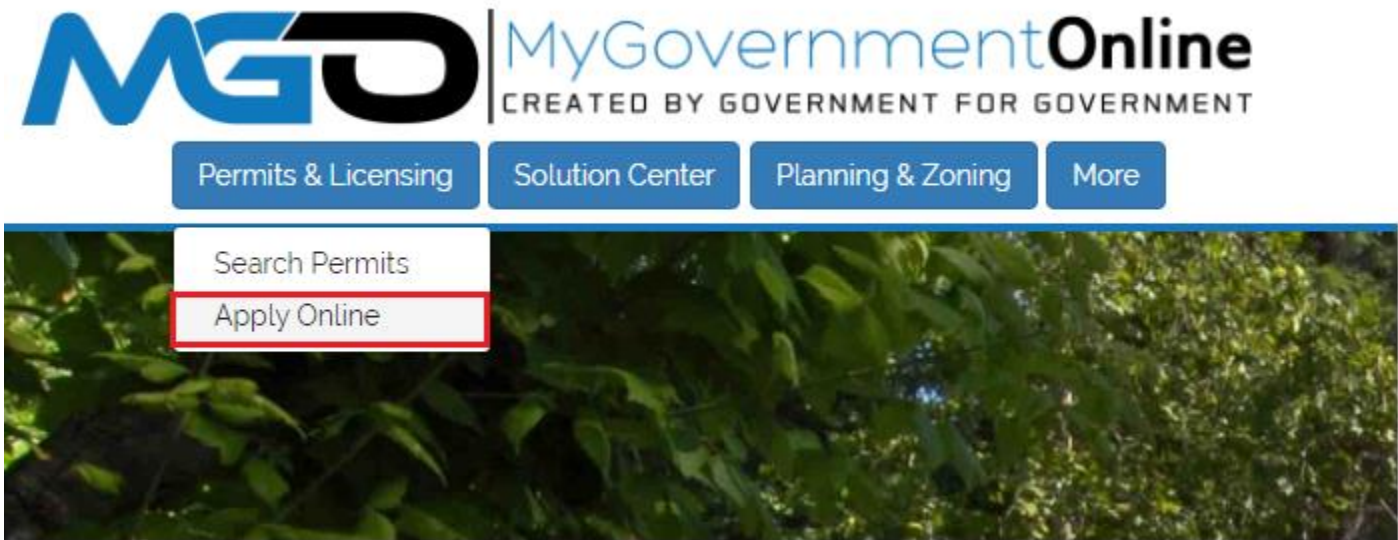 MGO
MyGovernmentOnline
CREATED BY GOVERNMENT FOR GOVERNMENT
Permits & Licensing Solution Center Planning & Zoning More
Search Permits
Apply Online